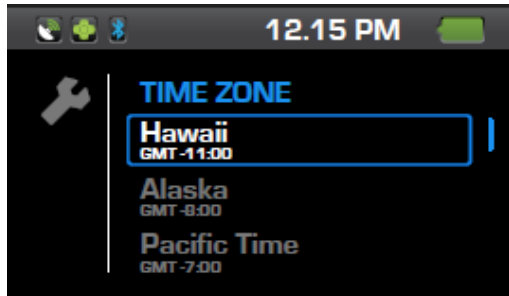 12.15 PM
TIME ZONE
Hawaii
GMT-11:00
Alaska
GMT-8:00
Pacific Time
GMT-7:00